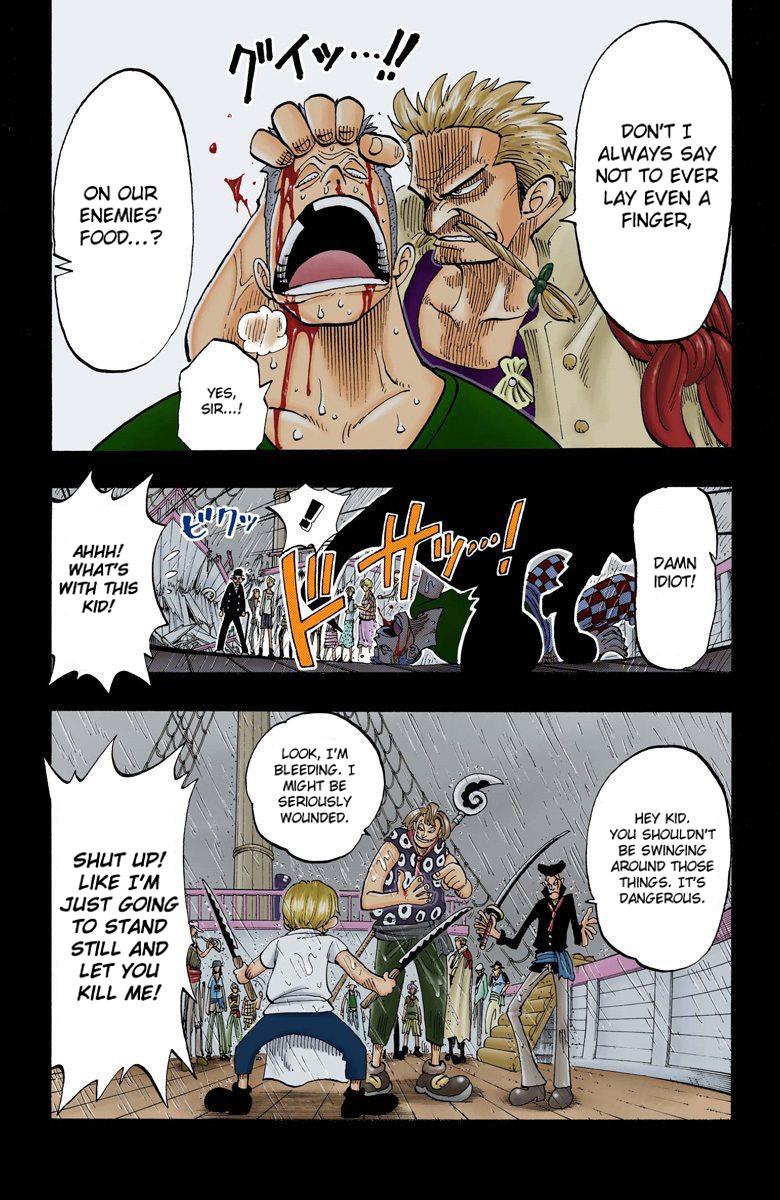 グイッ…!!
DON'T I
ALWAYS SAY
NOT TO EVER
LAY EVEN A
FINGER,
ON OUR
ENEMIES'
FOOD...?
YES,
SIR...!
DAMN
IDIOT!
ドサッ…!
!
ビクッ
AHHH!
WHAT'S
WITH THIS
KID!
HEY KID.
YOU SHOULDN'T
BE SWINGING
AROUND THOSE
THINGS. IT'S
DANGEROUS.
LOOK, I'M
BLEEDING. I
MIGHT BE
SERIOUSLY
WOUNDED.
SHUT UP!
LIKE I'M
JUST GOING
TO STAND
STILL AND
LET YOU
KILL ME!